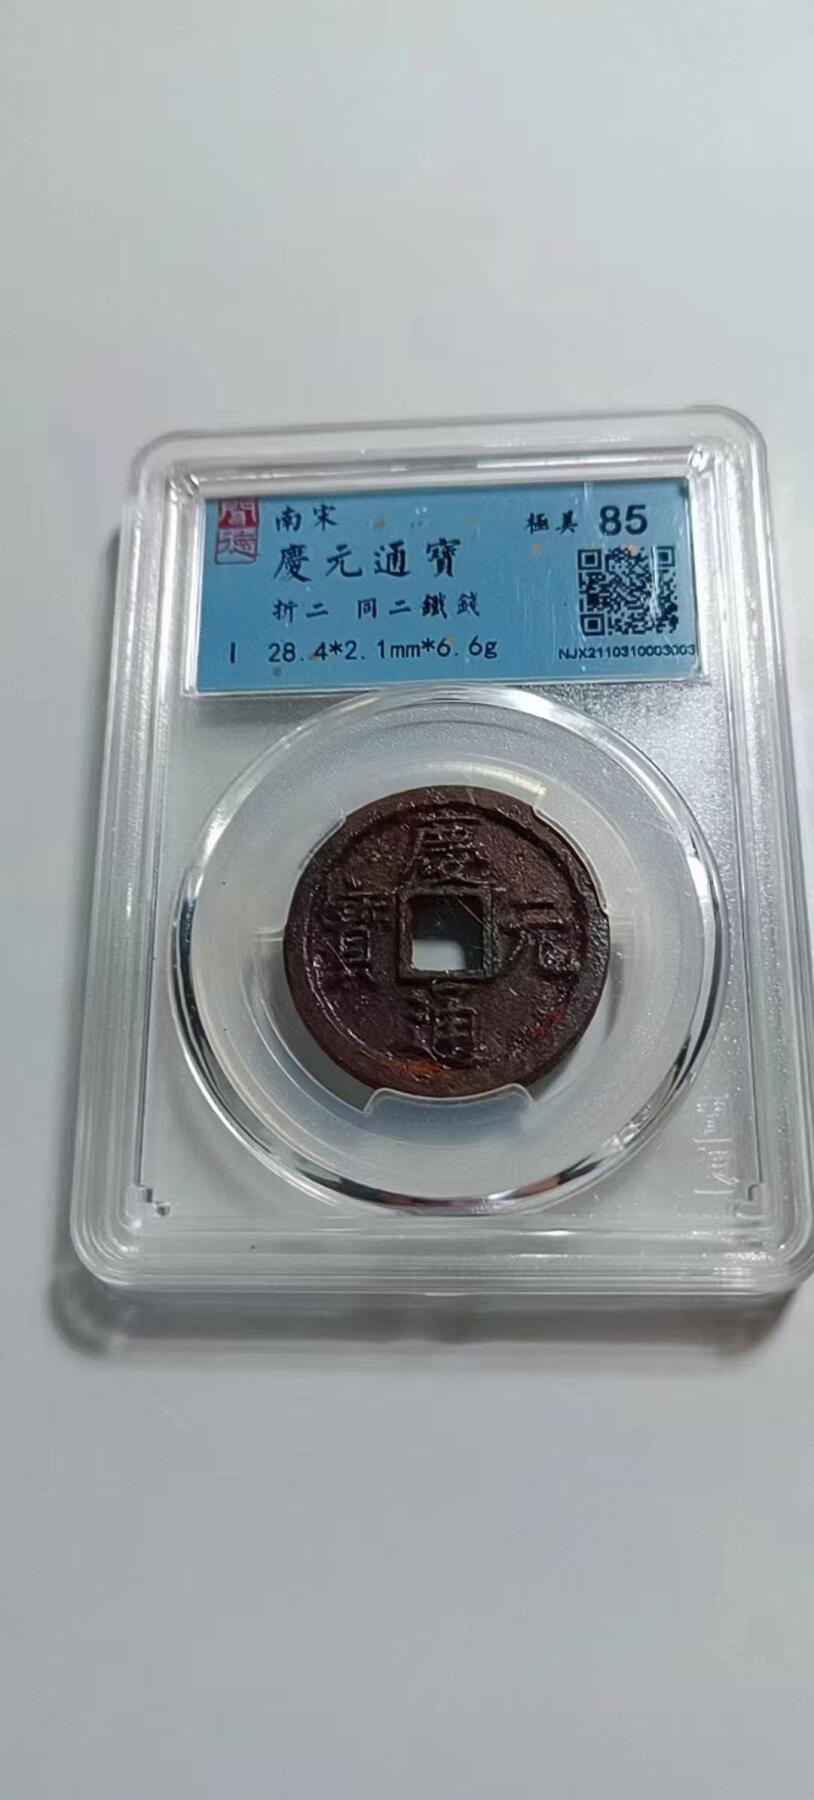 南宋
極美 85
慶元通寶
折二 同二鐵錢
28.4*2.1mm*6.6g
NJX2110310003003
慶元通寶